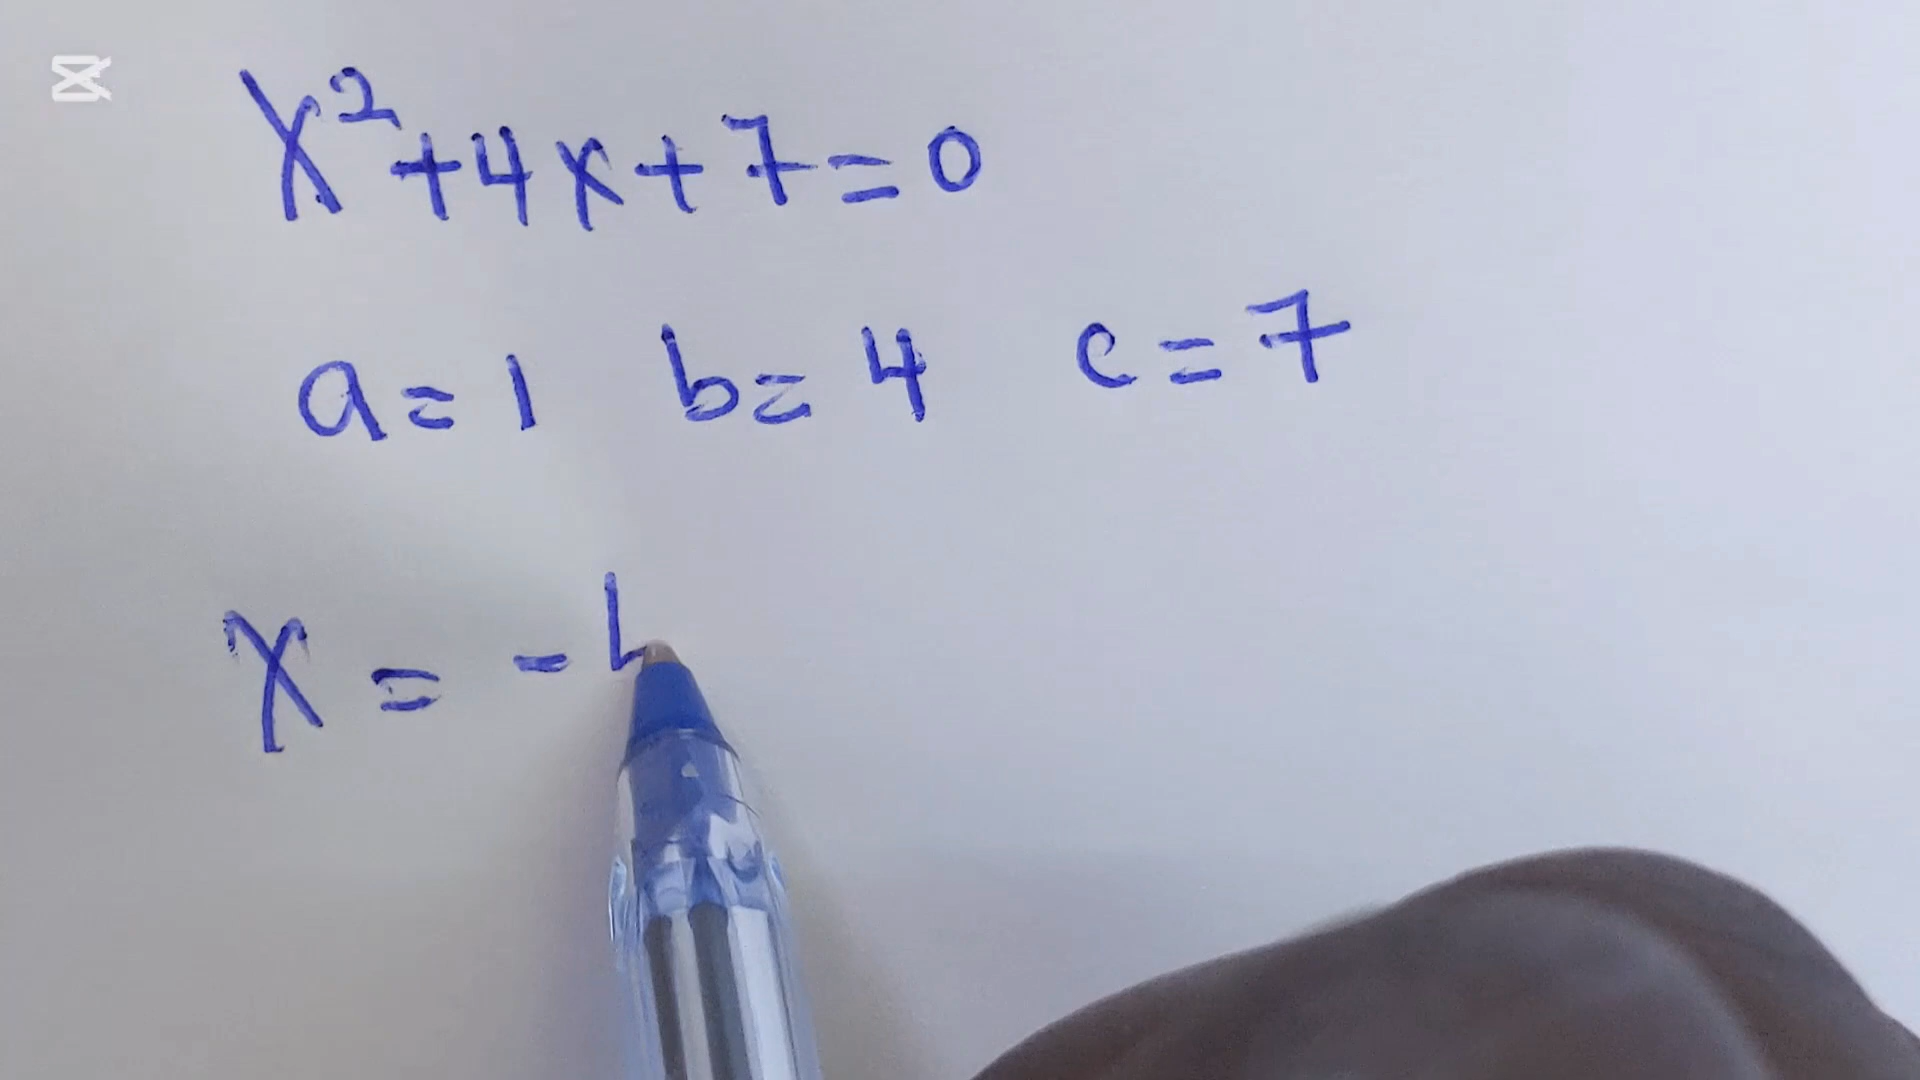 x²+4x+7=0
a=1 b=4 c=7
x = -b